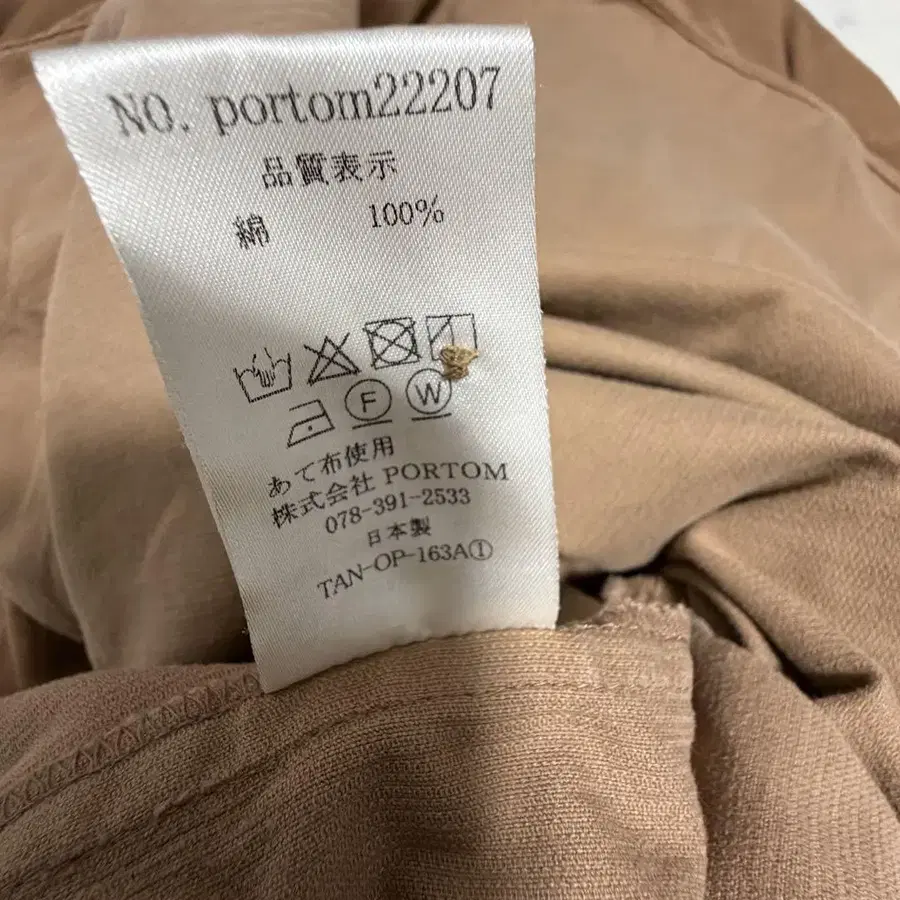 NO. portom22207
品質表示
綿 100%
F W
あて布使用
株式会社 PORTOM
078-391-2533
日本製
TAN-OP-163A①